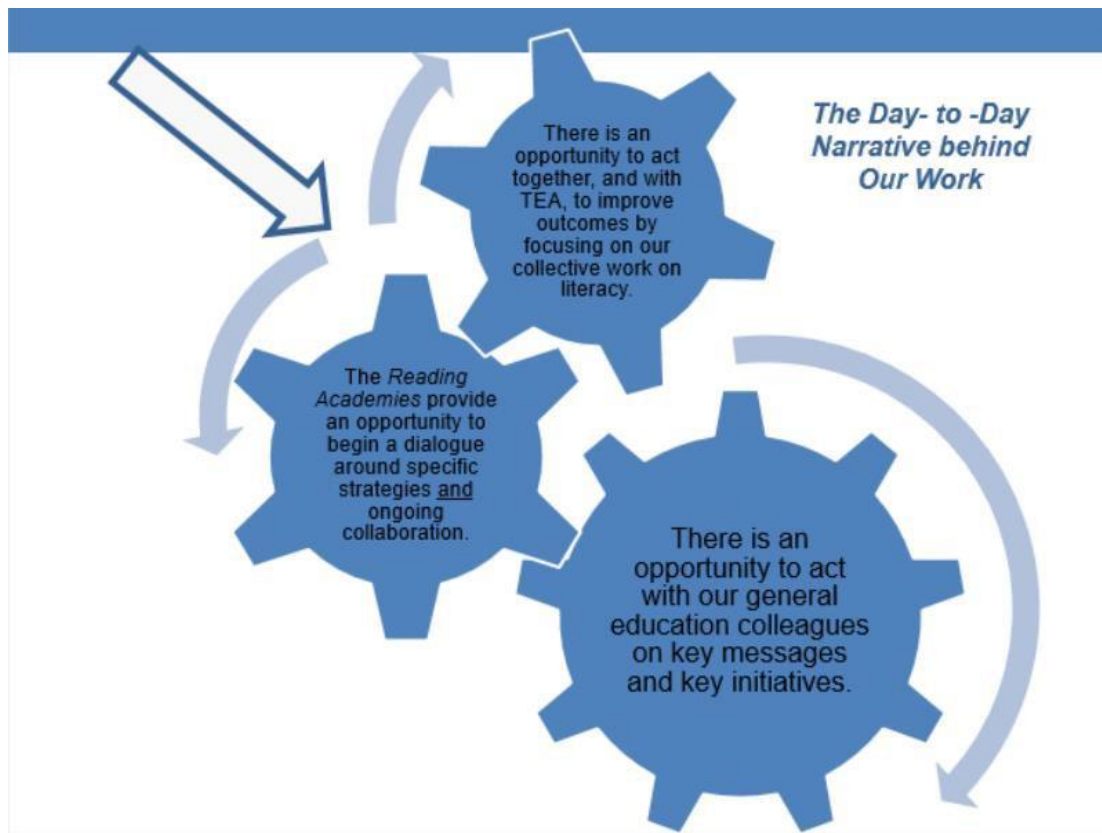 The Day- to -Day
Narrative behind
Our Work
There is an
opportunity to act
together, and with
TEA, to improve
outcomes by
focusing on our
collective work on
literacy.
The Reading
Academies provide
an opportunity to
begin a dialogue
around specific
strategies and
ongoing
collaboration.
There is an
opportunity to act
with our general
education colleagues
on key messages
and key initiatives.